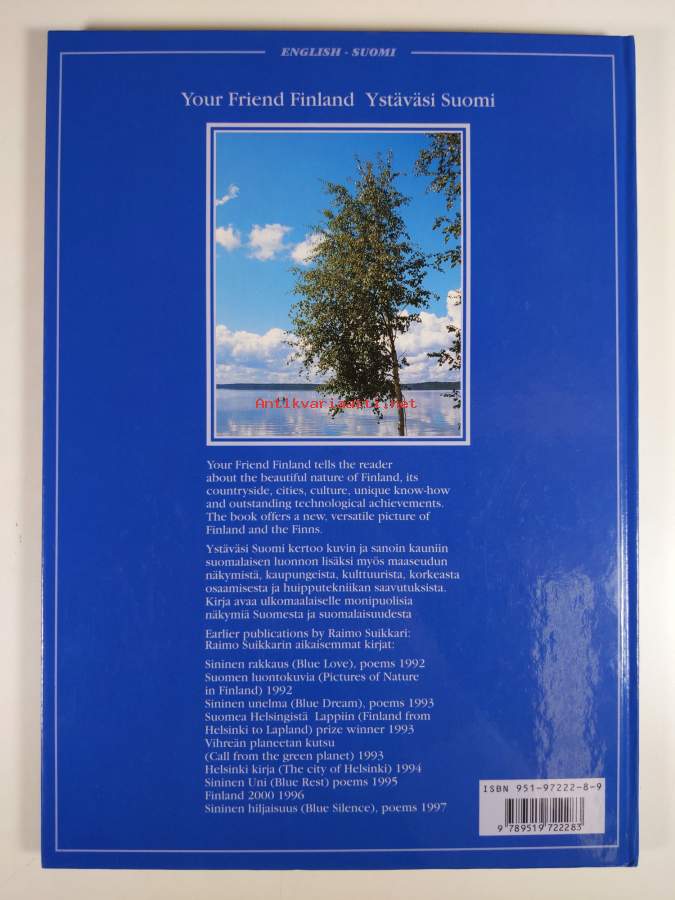 ENGLISH - SUOMI
Your Friend Finland Ystäväsi Suomi
Antikvariaatti.net
Your Friend Finland tells the reader
about the beautiful nature of Finland, its
countryside, cities, culture, unique know-how
and outstanding technological achievements.
The book offers a new, versatile picture of
Finland and the Finns.
Ystäväsi Suomi kertoo kuvin ja sanoin kauniin
suomalaisen luonnon lisäksi myös maaseudun
näkymistä, kaupungeista, kulttuurista, korkeasta
osaamisesta ja huipputekniikan saavutuksista.
Kirja avaa ulkomaalaiselle monipuolisia
näkymiä Suomesta ja suomalaisuudesta
Earlier publications by Raimo Suikkari:
Raimo Suikkarin aikaisemmat kirjat:
Sininen rakkaus (Blue Love), poems 1992
Suomen luontokuvia (Pictures of Nature
in Finland) 1992
Sininen unelma (Blue Dream), poems 1993
Suomea Helsingistä Lappiin (Finland from
Helsinki to Lapland) prize winner 1993
Vihreän planeetan kutsu
(Call from the green planet) 1993
Helsinki kirja (The city of Helsinki) 1994
Sininen Uni (Blue Rest) poems 1995
Finland 2000 1996
Sininen hiljaisuus (Blue Silence), poems 1997
ISBN 951-97222-8-9
9 789519 722283